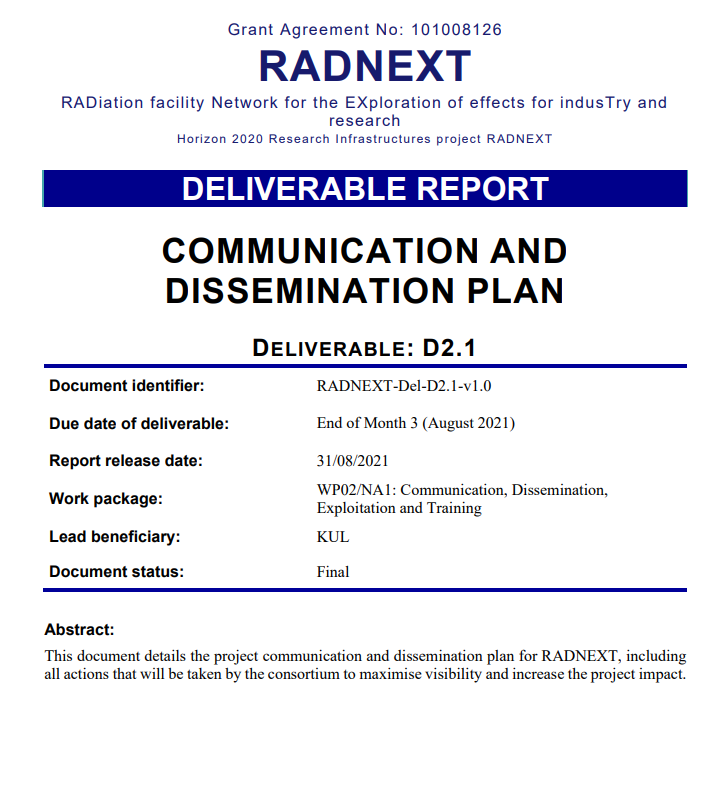 Grant Agreement No: 101008126
RADNEXT
RADiation facility Network for the EXploration of effects for indusTry and
research
Horizon 2020 Research Infrastructures project RADNEXT
DELIVERABLE REPORT
COMMUNICATION AND
DISSEMINATION PLAN
DELIVERABLE: D2.1
Document identifier: RADNEXT-Del-D2.1-v1.0
Due date of deliverable: End of Month 3 (August 2021)
Report release date: 31/08/2021
Work package: WP02/NA1: Communication, Dissemination,
Exploitation and Training
Lead beneficiary: KUL
Document status: Final
Abstract:
This document details the project communication and dissemination plan for RADNEXT, including
all actions that will be taken by the consortium to maximise visibility and increase the project impact.